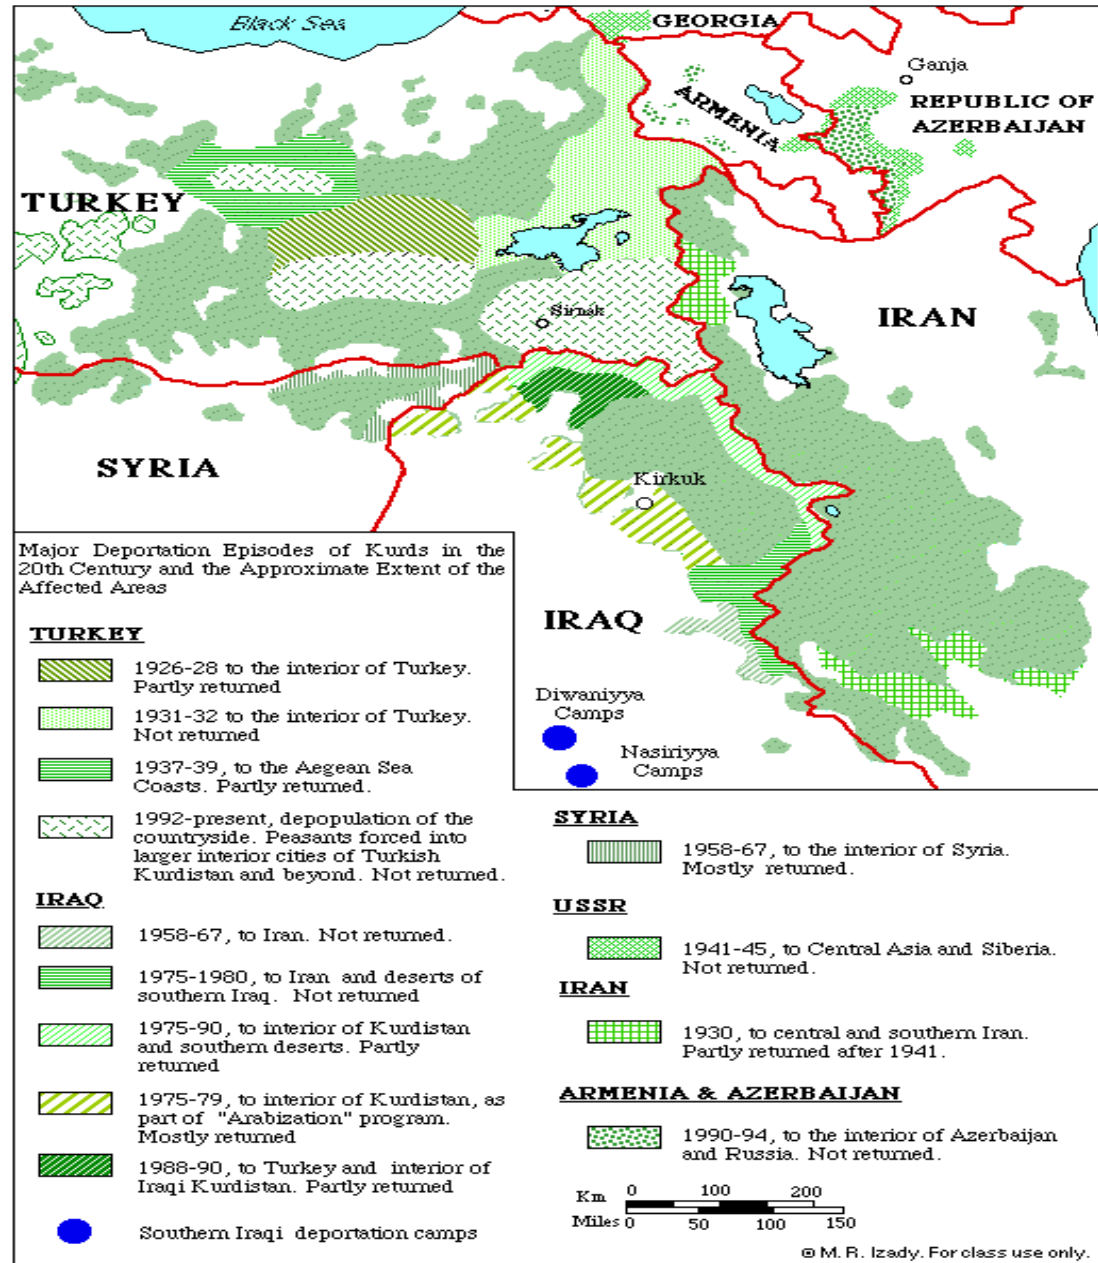 Black Sea
GEORGIA
Ganja
ARMENIA
REPUBLIC OF
AZERBAIJAN
TURKEY
Sirnak
IRAN
SYRIA
Kirkuk
IRAQ
Diwaniyya
Camps
Nasiriyya
Camps
Major Deportation Episodes of Kurds in the
20th Century and the Approximate Extent of the
Affected Areas
TURKEY
1926-28 to the interior of Turkey.
Partly returned
1931-32 to the interior of Turkey.
Not returned
1937-39, to the Aegean Sea
Coasts. Partly returned.
1992-present, depopulation of the
countryside. Peasants forced into
larger interior cities of Turkish
Kurdistan and beyond. Not returned.
IRAQ
1958-67, to Iran. Not returned.
1975-1980, to Iran and deserts of
southern Iraq. Not returned
1975-90, to interior of Kurdistan
and southern deserts. Partly
returned
1975-79, to interior of Kurdistan, as
part of "Arabization" program.
Mostly returned
1988-90, to Turkey and interior of
Iraqi Kurdistan. Partly returned
Southern Iraqi deportation camps
SYRIA
1958-67, to the interior of Syria.
Mostly returned.
USSR
1941-45, to Central Asia and Siberia.
Not returned.
IRAN
1930, to central and southern Iran.
Partly returned after 1941.
ARMENIA & AZERBAIJAN
1990-94, to the interior of Azerbaijan
and Russia. Not returned.
Km 0 100 200
Miles 0 50 100 150
© M. R. Izady. For class use only.